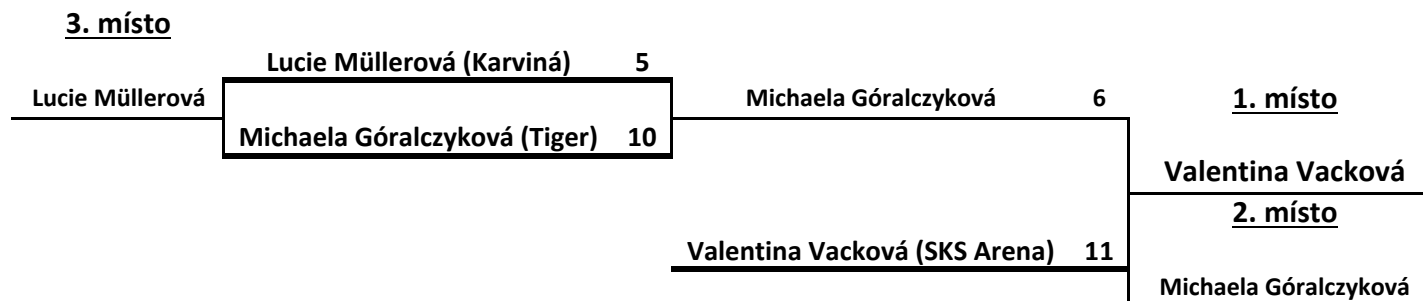 3. místo
Lucie Müllerová (Karviná) 5
Lucie Müllerová
Michaela Góralczyková 6
1. místo
Michaela Góralczyková (Tiger) 10
Valentina Vacková
2. místo
Valentina Vacková (SKS Arena) 11
Michaela Góralczyková